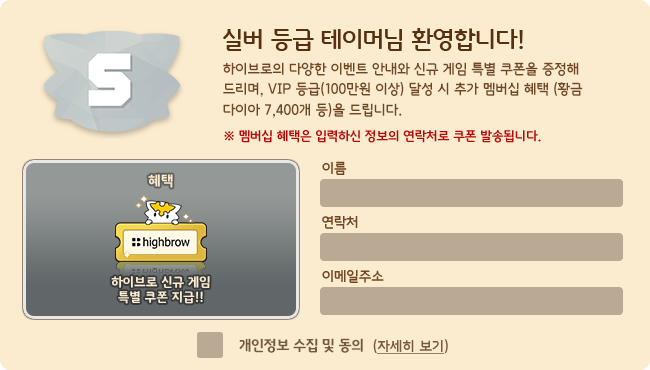 S
실버 등급 테이머님 환영합니다!
하이브로의 다양한 이벤트 안내와 신규 게임 특별 쿠폰을 증정해
드리며, VIP 등급(100만원 이상) 달성 시 추가 멤버십 혜택 (황금
다이아 7,400개 등)을 드립니다.
※ 멤버십 혜택은 입력하신 정보의 연락처로 쿠폰 발송됩니다.
혜택
highbrow
하이브로 신규 게임
특별 쿠폰 지급!!
이름
연락처
이메일주소
개인정보 수집 및 동의 (자세히 보기)